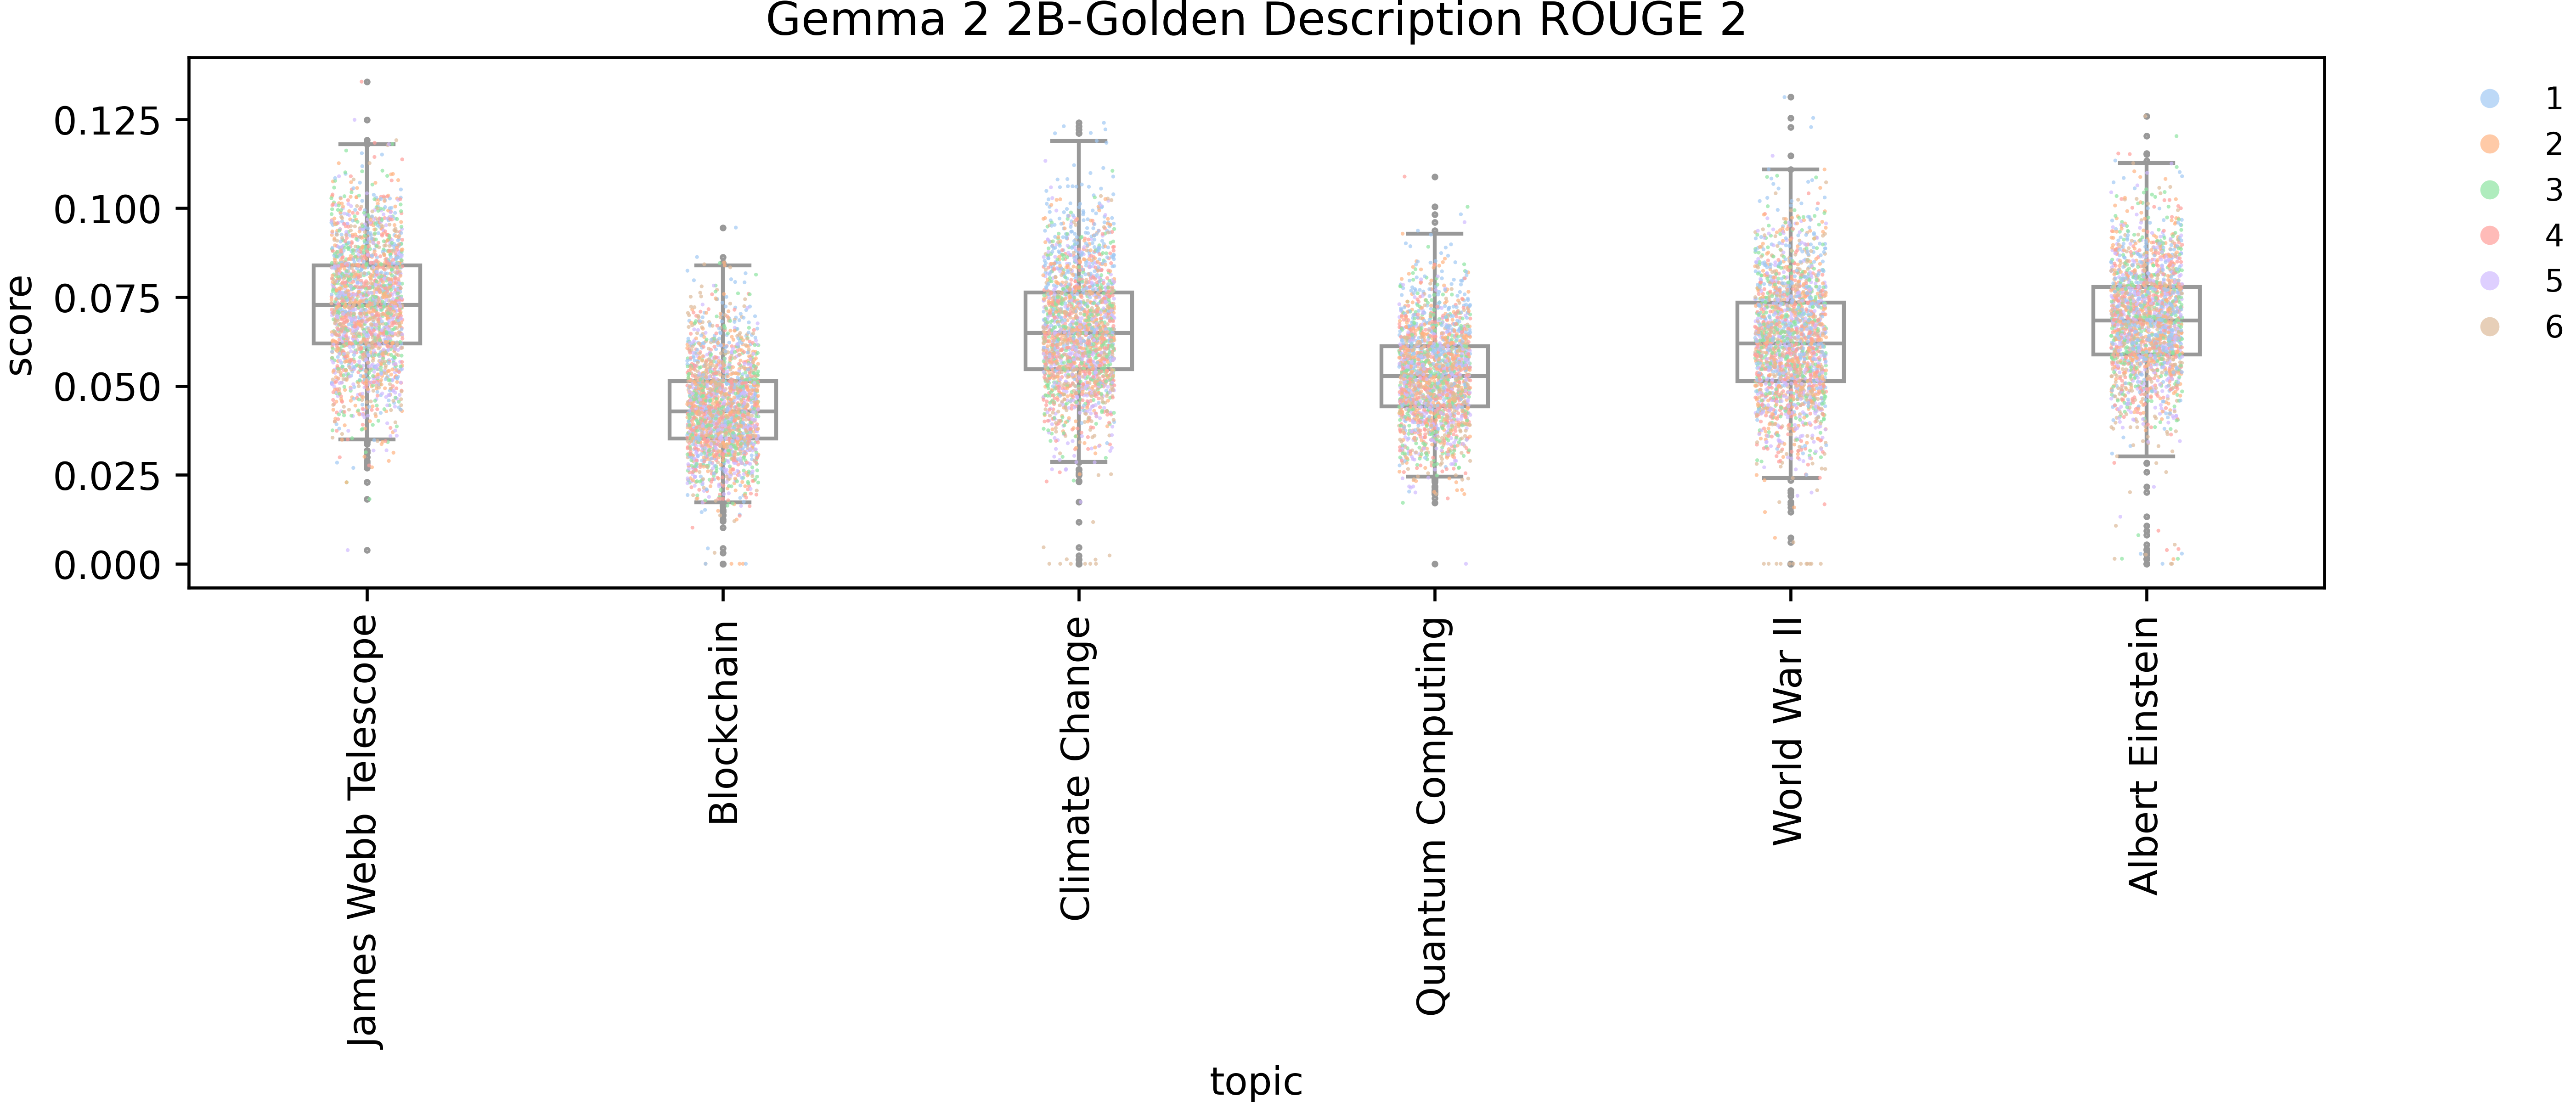 Gemma 2 2B-Golden Description ROUGE 2
score
0.125
0.100
0.075
0.050
0.025
0.000
James Webb Telescope
Blockchain
Climate Change
Quantum Computing
World War II
Albert Einstein
topic
1
2
3
4
5
6